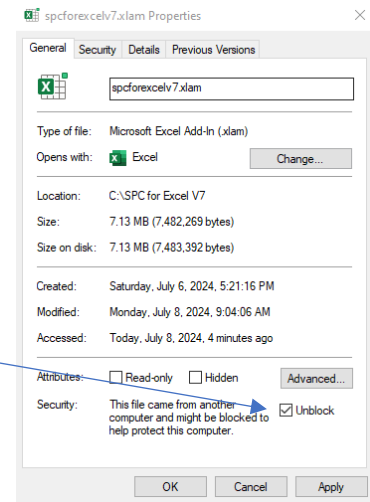 spcforexcelv7.xlam Properties
General Security Details Previous Versions
spcforexcelv7.xlam
Type of file: Microsoft Excel Add-In (.xlam)
Opens with: Excel Change...
Location: C:\SPC for Excel V7
Size: 7.13 MB (7,482,269 bytes)
Size on disk: 7.13 MB (7,483,392 bytes)
Created: Saturday, July 6, 2024, 5:21:16 PM
Modified: Monday, July 8, 2024, 9:04:06 AM
Accessed: Today, July 8, 2024, 4 minutes ago
Attributes: Read-only Hidden Advanced...
Security: This file came from another
computer and might be blocked to
help protect this computer.
Unblock
OK Cancel Apply